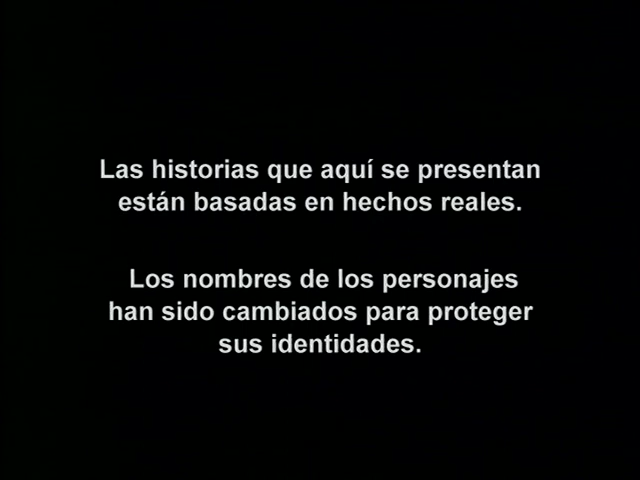 Las historias que aquí se presentan
están basadas en hechos reales.
Los nombres de los personajes
han sido cambiados para proteger
sus identidades.